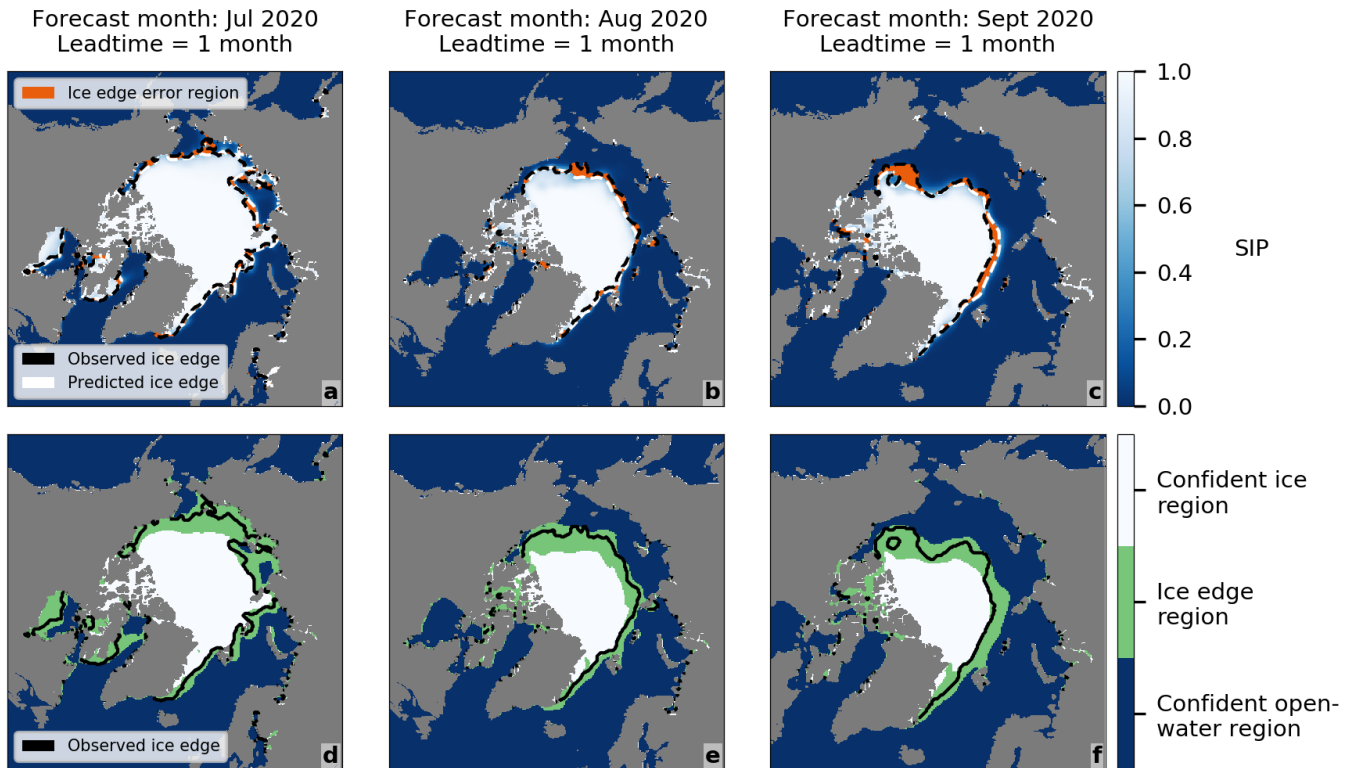 Forecast month: Jul 2020
Leadtime = 1 month
Forecast month: Aug 2020
Leadtime = 1 month
Forecast month: Sept 2020
Leadtime = 1 month
Ice edge error region
Observed ice edge
Predicted ice edge
a
b
c
1.0
0.8
0.6
0.4
0.2
0.0
SIP
Observed ice edge
d
e
f
Confident ice
region
Ice edge
region
Confident open-
water region